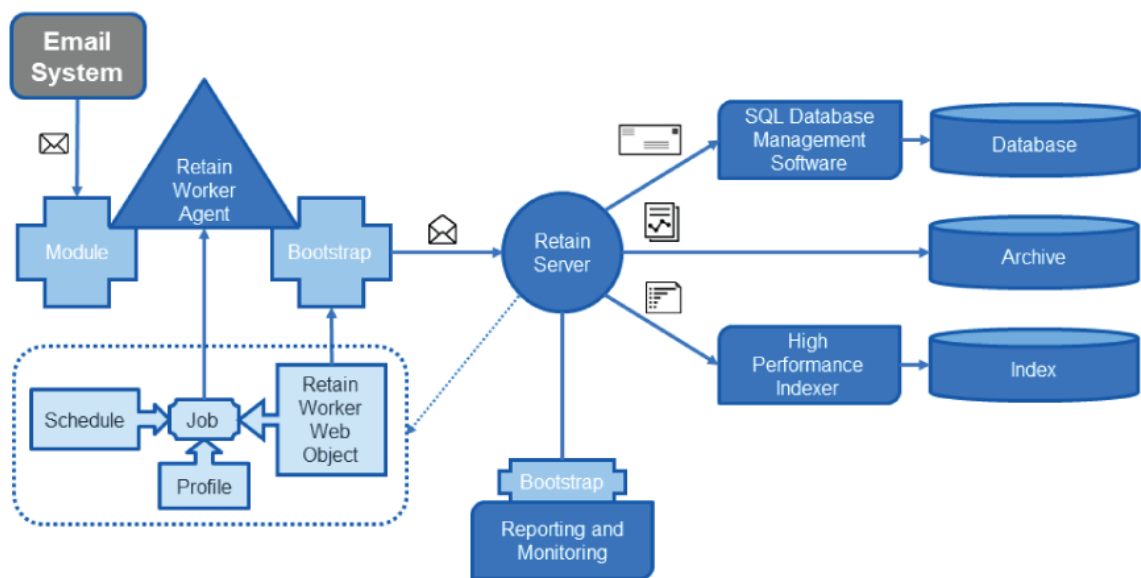 Email
System
Retain
Worker
Agent
Module
Bootstrap
Schedule
Job
Profile
Retain
Worker
Web
Object
Retain
Server
Bootstrap
Reporting and
Monitoring
SQL Database
Management
Software
Database
Archive
High
Performance
Indexer
Index